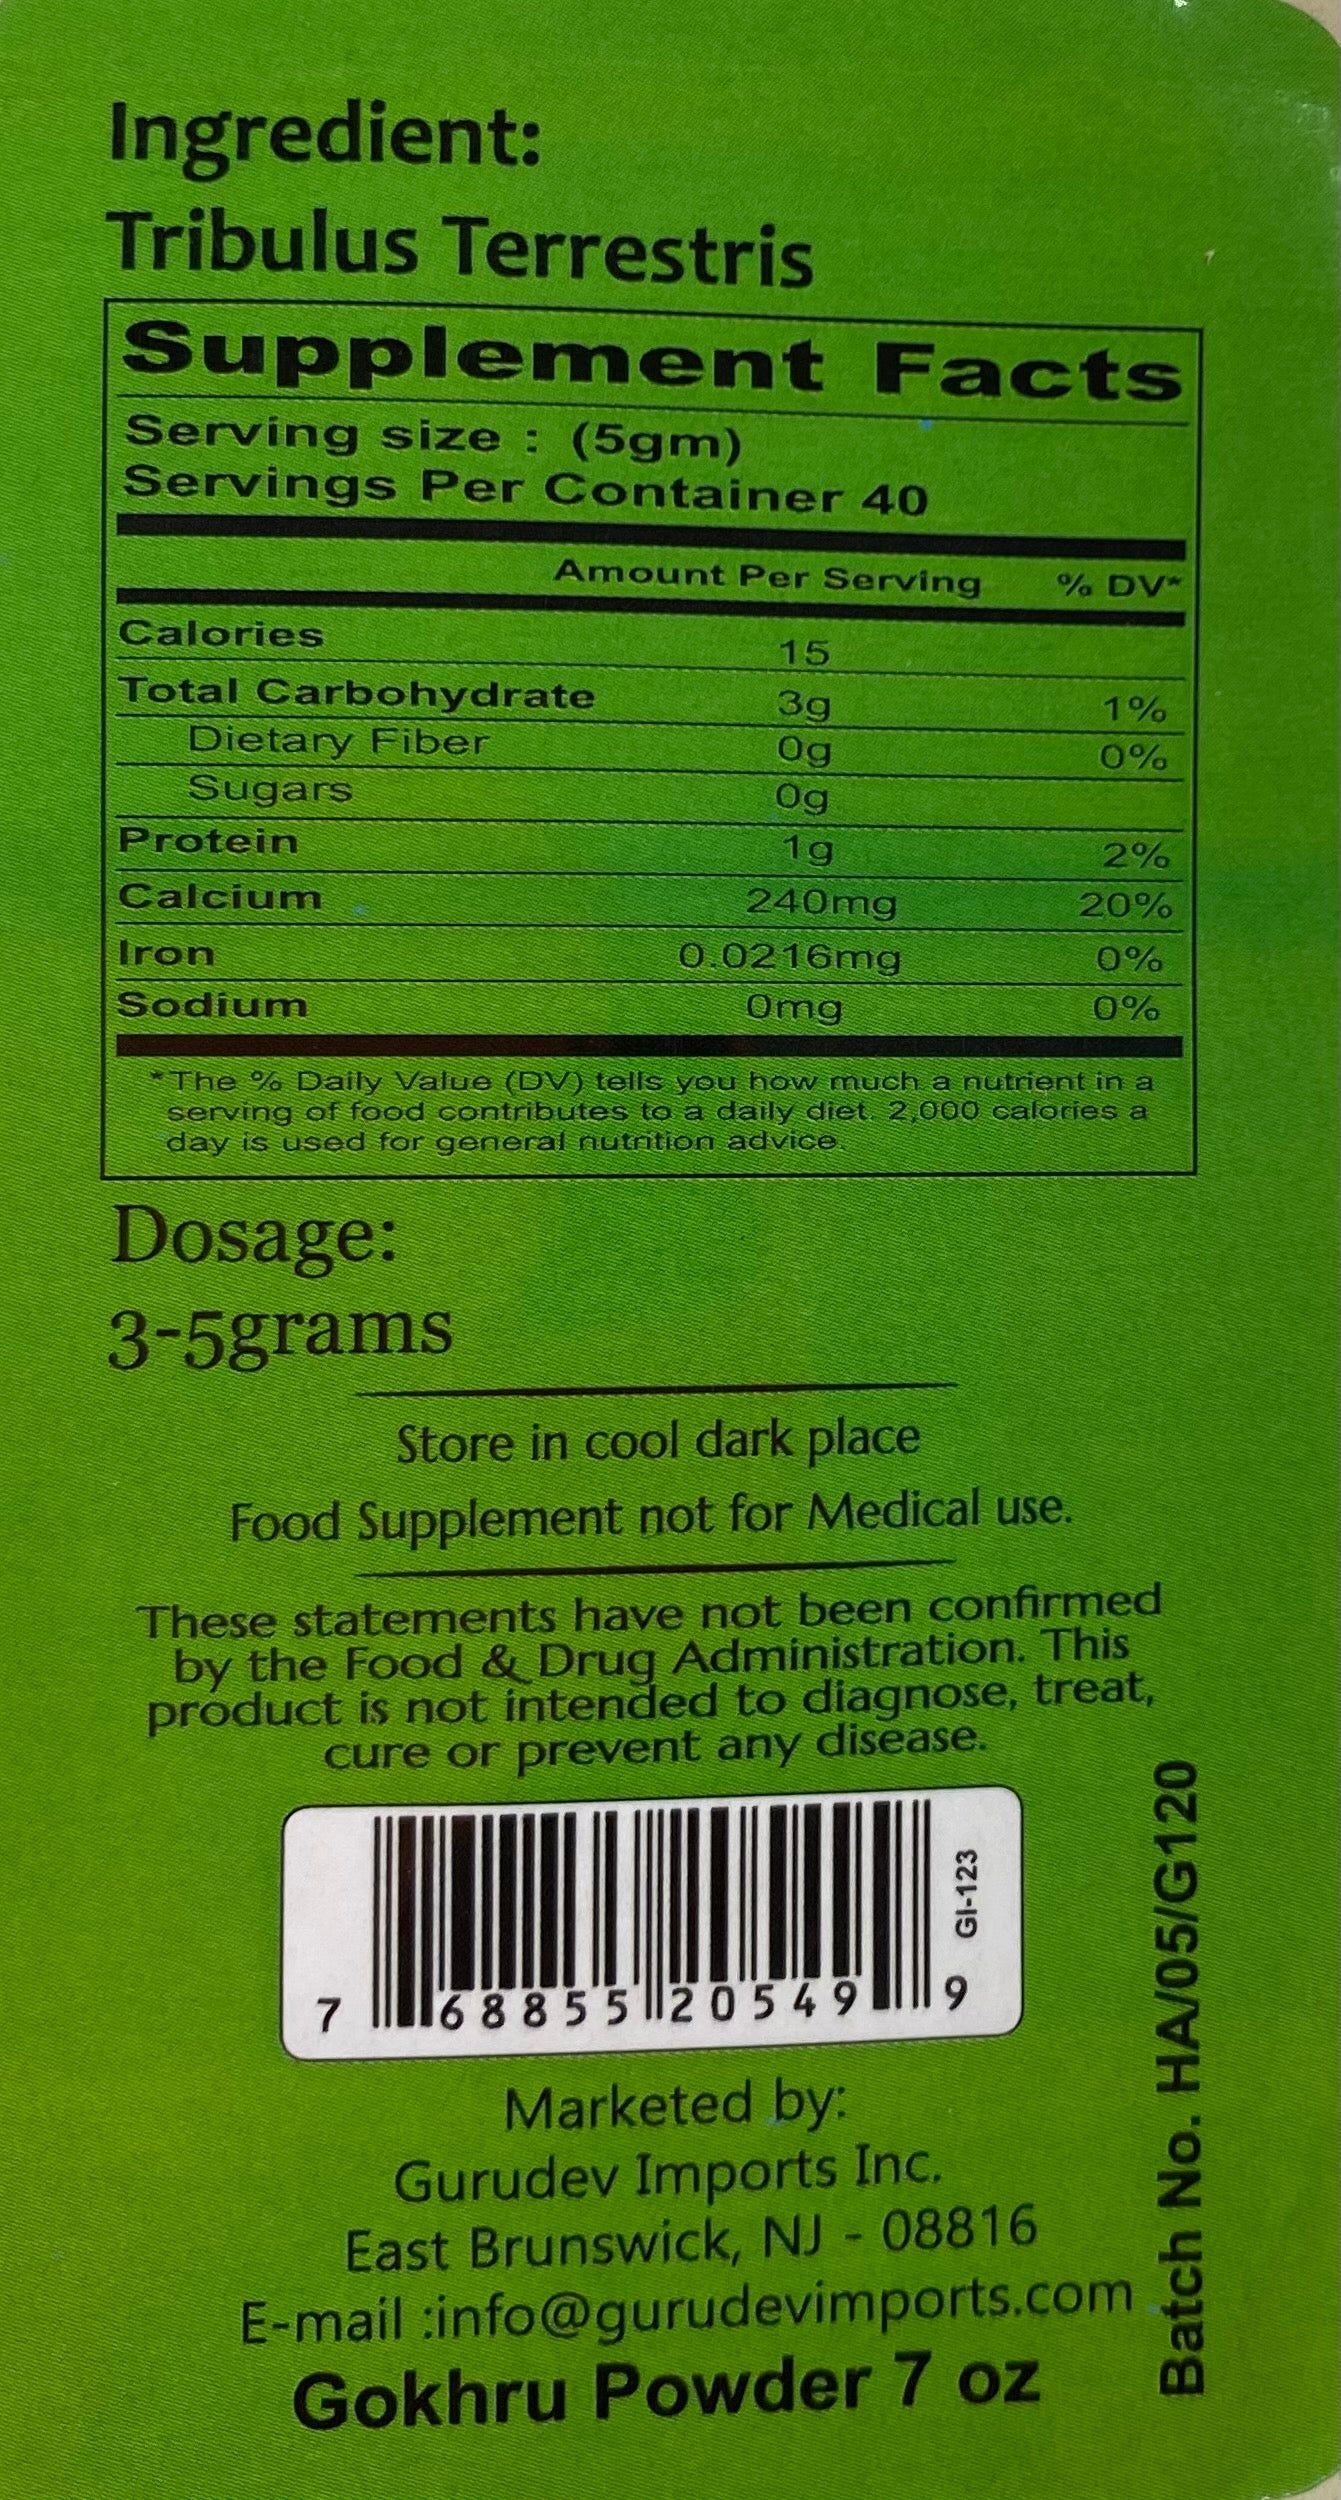 Ingredient:
Tribulus Terrestris
Supplement Facts
Serving size : (5gm)
Servings Per Container 40
Amount Per Serving % DV*
Calories 15
Total Carbohydrate 3g 1%
Dietary Fiber 0g 0%
Sugars 0g
Protein 1g 2%
Calcium 240mg 20%
Iron 0.0216mg 0%
Sodium 0mg 0%
*The % Daily Value (DV) tells you how much a nutrient in a
serving of food contributes to a daily diet. 2,000 calories a
day is used for general nutrition advice.
Dosage:
3-5grams
Store in cool dark place
Food Supplement not for Medical use.
These statements have not been confirmed
by the Food & Drug Administration. This
product is not intended to diagnose, treat,
cure or prevent any disease.
GI-123
7 68855 20549 9
Batch No. HA/05/G120
Marketed by:
Gurudev Imports Inc.
East Brunswick, NJ - 08816
E-mail :info@gurudevimports.com
Gokhru Powder 7 oz